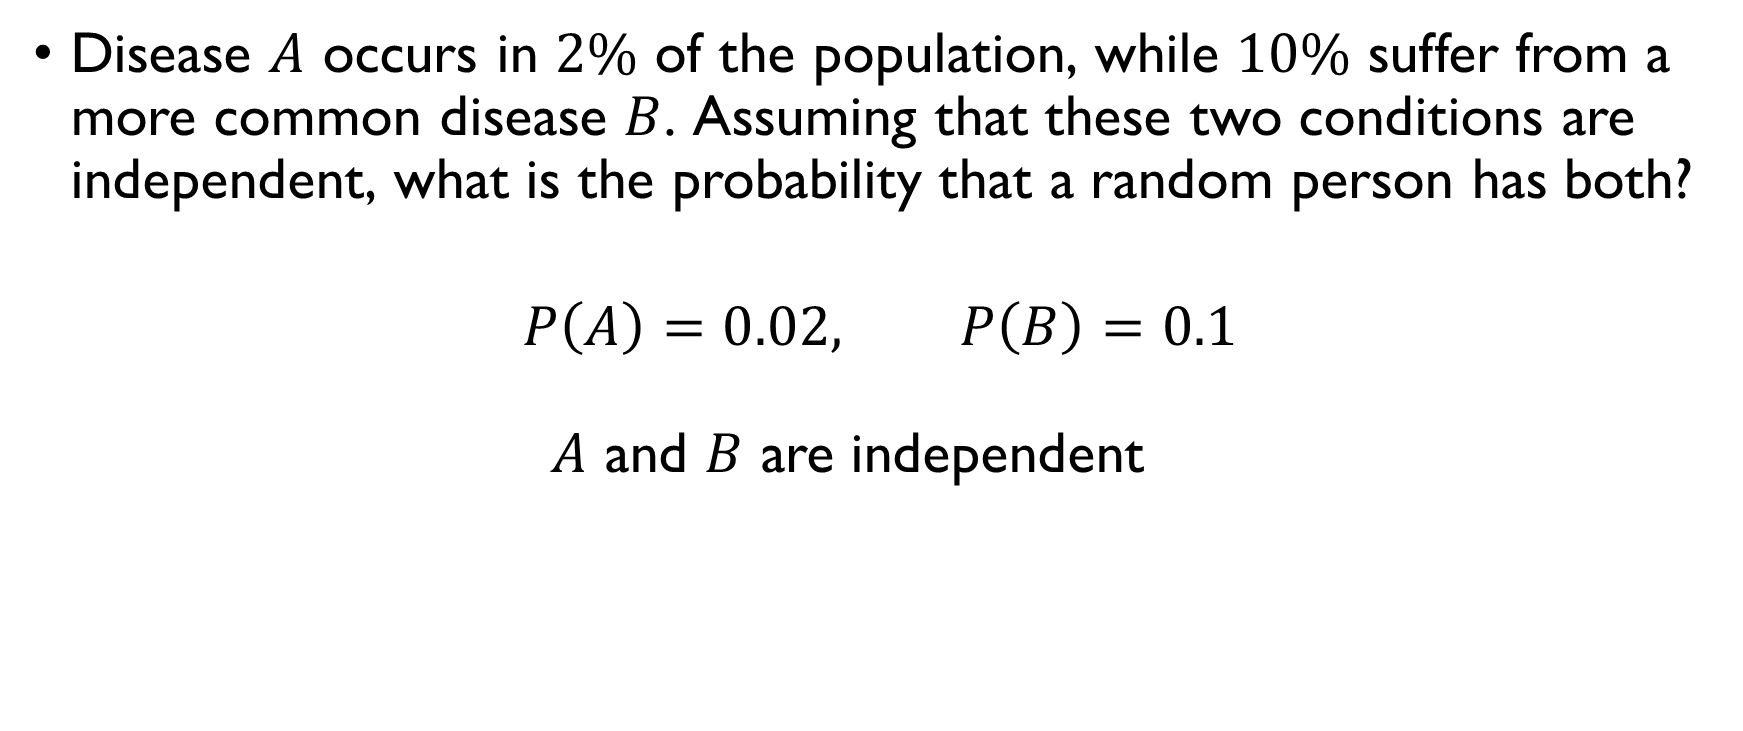 • Disease A occurs in 2% of the population, while 10% suffer from a
more common disease B. Assuming that these two conditions are
independent, what is the probability that a random person has both?
P(A) = 0.02, P(B) = 0.1
A and B are independent